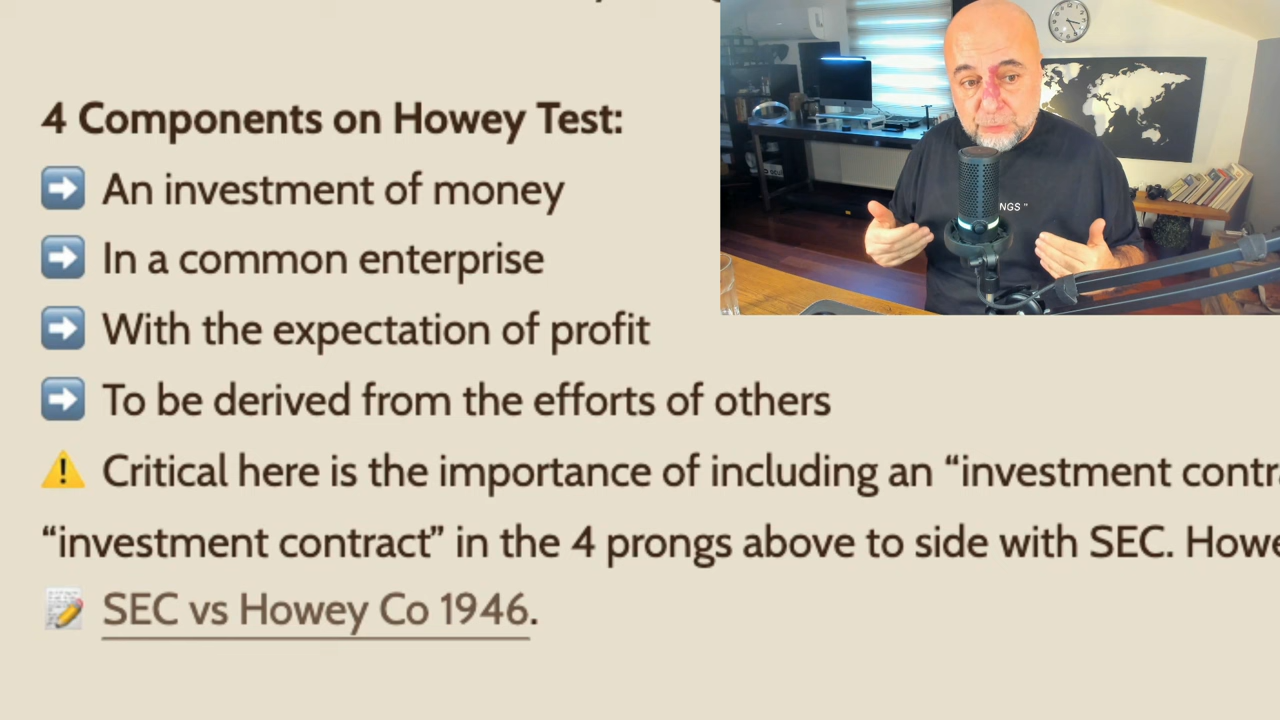 4 Components on Howey Test:
An investment of money
In a common enterprise
With the expectation of profit
To be derived from the efforts of others
Critical here is the importance of including an “investment
“investment contract” in the 4 prongs above to side with SEC.
SEC vs Howey Co 1946.
NGS "